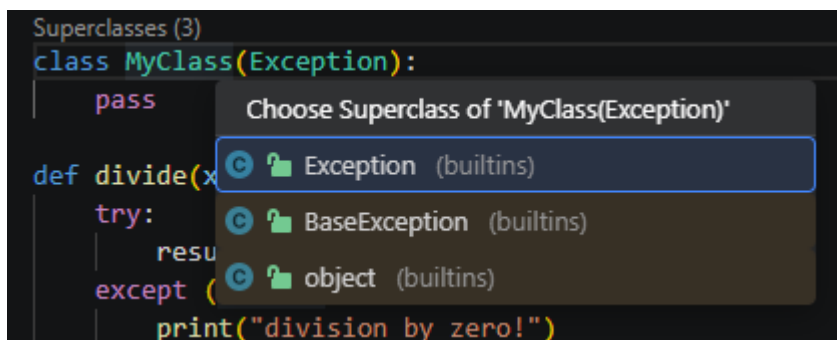 Superclasses (3)
class MyClass(Exception):
pass
Choose Superclass of 'MyClass(Exception)'
Exception (builtins)
def divide(x
try:
BaseException (builtins)
resu
object (builtins)
except (
print("division by zero!")